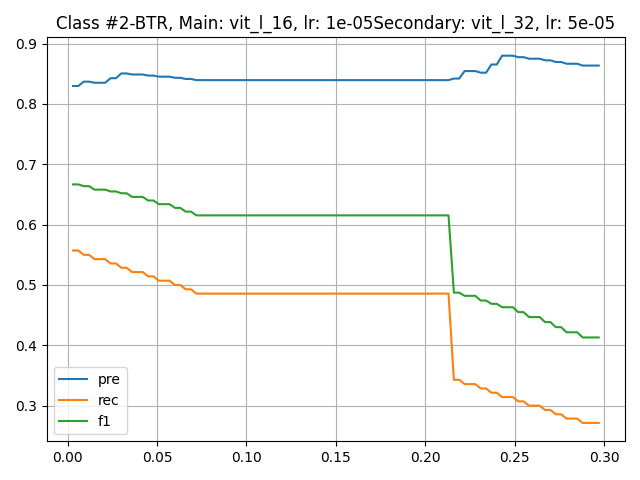 Class #2-BTR, Main: vit_l_16, lr: 1e-05Secondary: vit_l_32, lr: 5e-05
0.9
0.8
0.7
0.6
0.5
0.4
0.3
pre
rec
f1
0.00 0.05 0.10 0.15 0.20 0.25 0.30